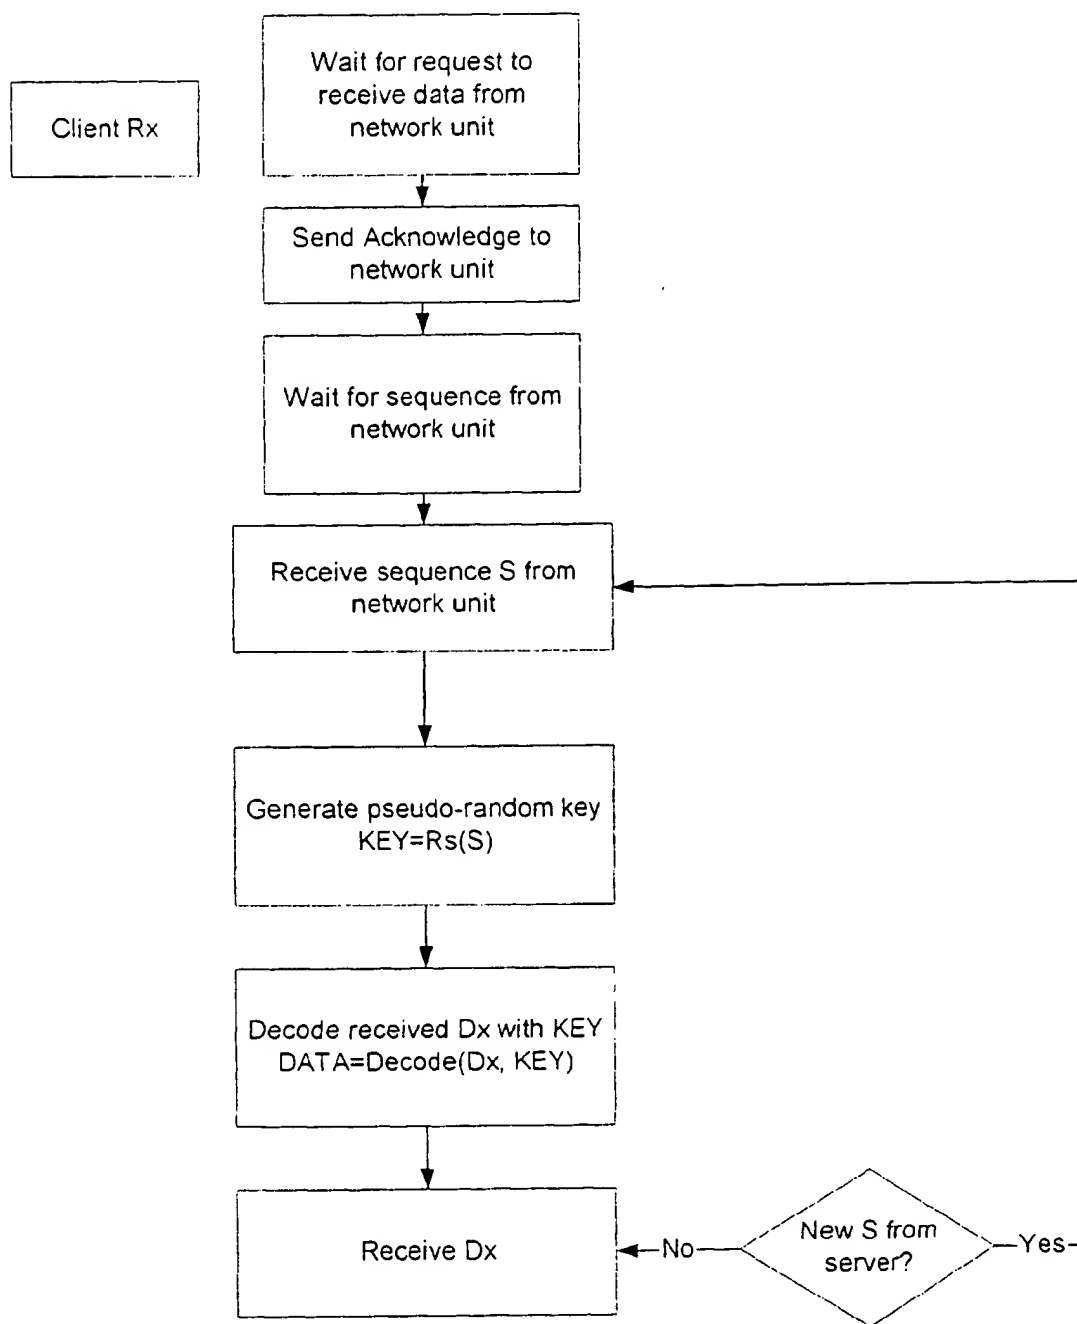 Client Rx
Wait for request to
receive data from
network unit
Send Acknowledge to
network unit
Wait for sequence from
network unit
Receive sequence S from
network unit
Generate pseudo-random key
KEY=Rs(S)
Decode received Dx with KEY
DATA=Decode(Dx, KEY)
Receive Dx
No
New S from
server?
Yes